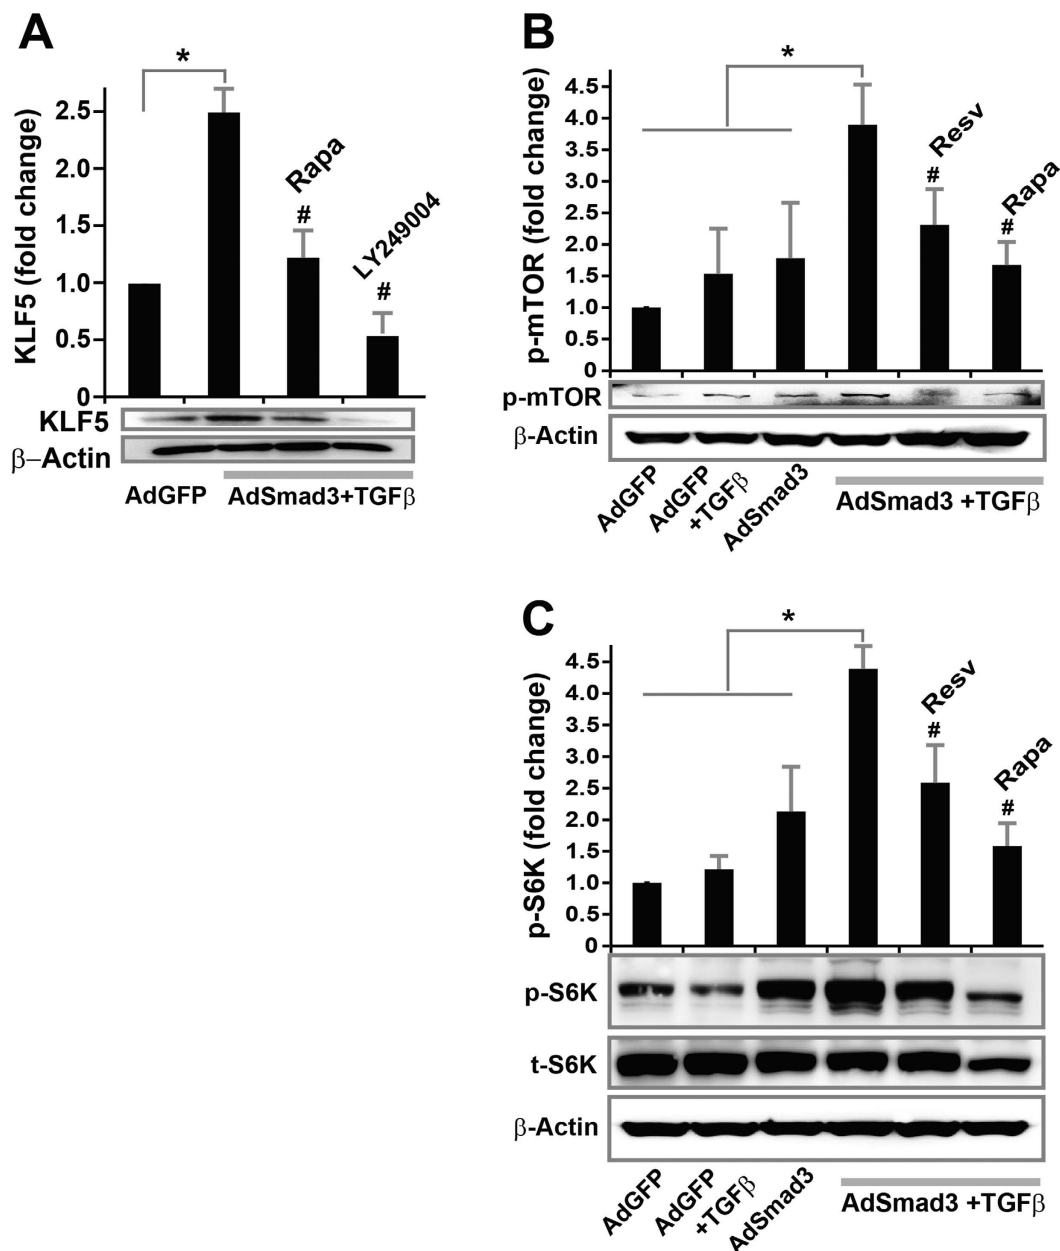 A
*
KLF5 (fold change)
2.5
2.0
1.5
1.0
0.5
0
Rapa
#
LY249004
#
KLF5
β–Actin
AdGFP
AdSmad3+TGFβ
B
*
p-mTOR (fold change)
4.5
4.0
3.5
3.0
2.5
2.0
1.5
1.0
0.5
0
Resv
#
Rapa
#
p-mTOR
β-Actin
AdGFP
AdGFP
+TGFβ
AdSmad3
AdSmad3 +TGFβ
C
*
p-S6K (fold change)
4.5
4.0
3.5
3.0
2.5
2.0
1.5
1.0
0.5
0
Resv
#
Rapa
#
p-S6K
t-S6K
β-Actin
AdGFP
AdGFP
+TGFβ
AdSmad3
AdSmad3 +TGFβ